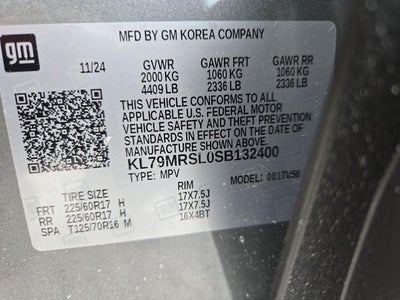 gm
MFD BY GM KOREA COMPANY
11/24 GVWR GAWR FRT GAWR RR
2000 KG 1060 KG 1060 KG
4409 LB 2336 LB 2336 LB
THIS VEHICLE CONFORMS TO ALL
APPLICABLE U.S. FEDERAL MOTOR
VEHICLE SAFETY AND THEFT PREVENTION
STANDARDS IN EFFECT ON THE DATE OF
MANUFACTURE SHOWN ABOVE.
KL79MRSL0SB132400
TYPE: MPV MODEL: 001TU56
TIRE SIZE RIM
FRT 225/60R17 H 17X7.5J
RR 225/60R17 H 17X7.5J
SPA T125/70R16 M 16X4BT